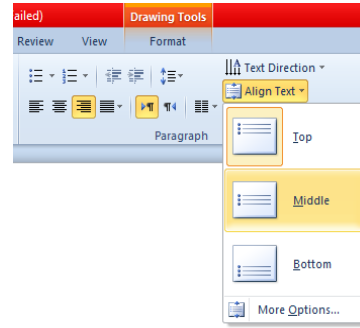 ailed)
Drawing Tools
Review View Format
Text Direction
Align Text
Paragraph
Top
Middle
Bottom
More Options...